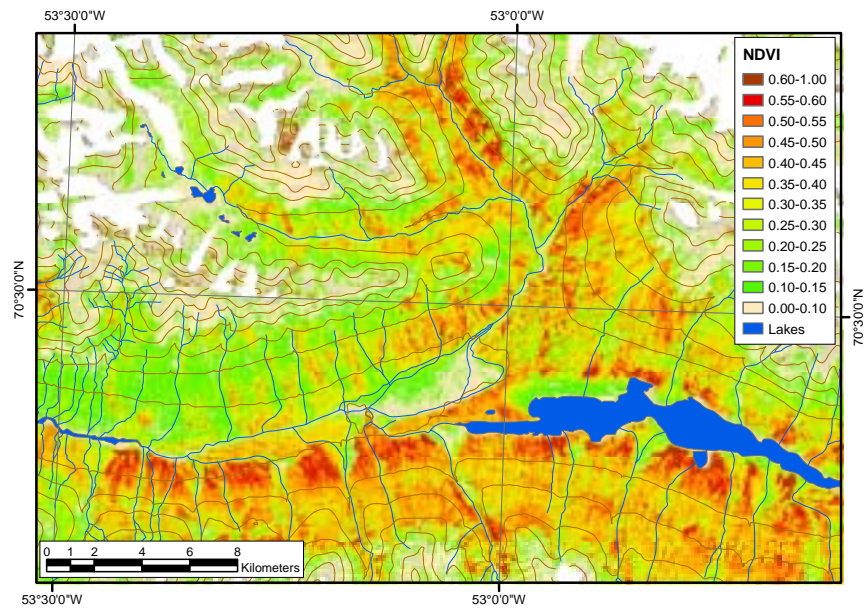 53°30'0"W 53°0'0"W
NDVI
0.60-1.00
0.55-0.60
0.50-0.55
0.45-0.50
0.40-0.45
0.35-0.40
0.30-0.35
0.25-0.30
0.20-0.25
0.15-0.20
0.10-0.15
0.00-0.10
Lakes
70°30'0"N
70°30'0"N
0 1 2 4 6 8
Kilometers
53°30'0"W 53°0'0"W